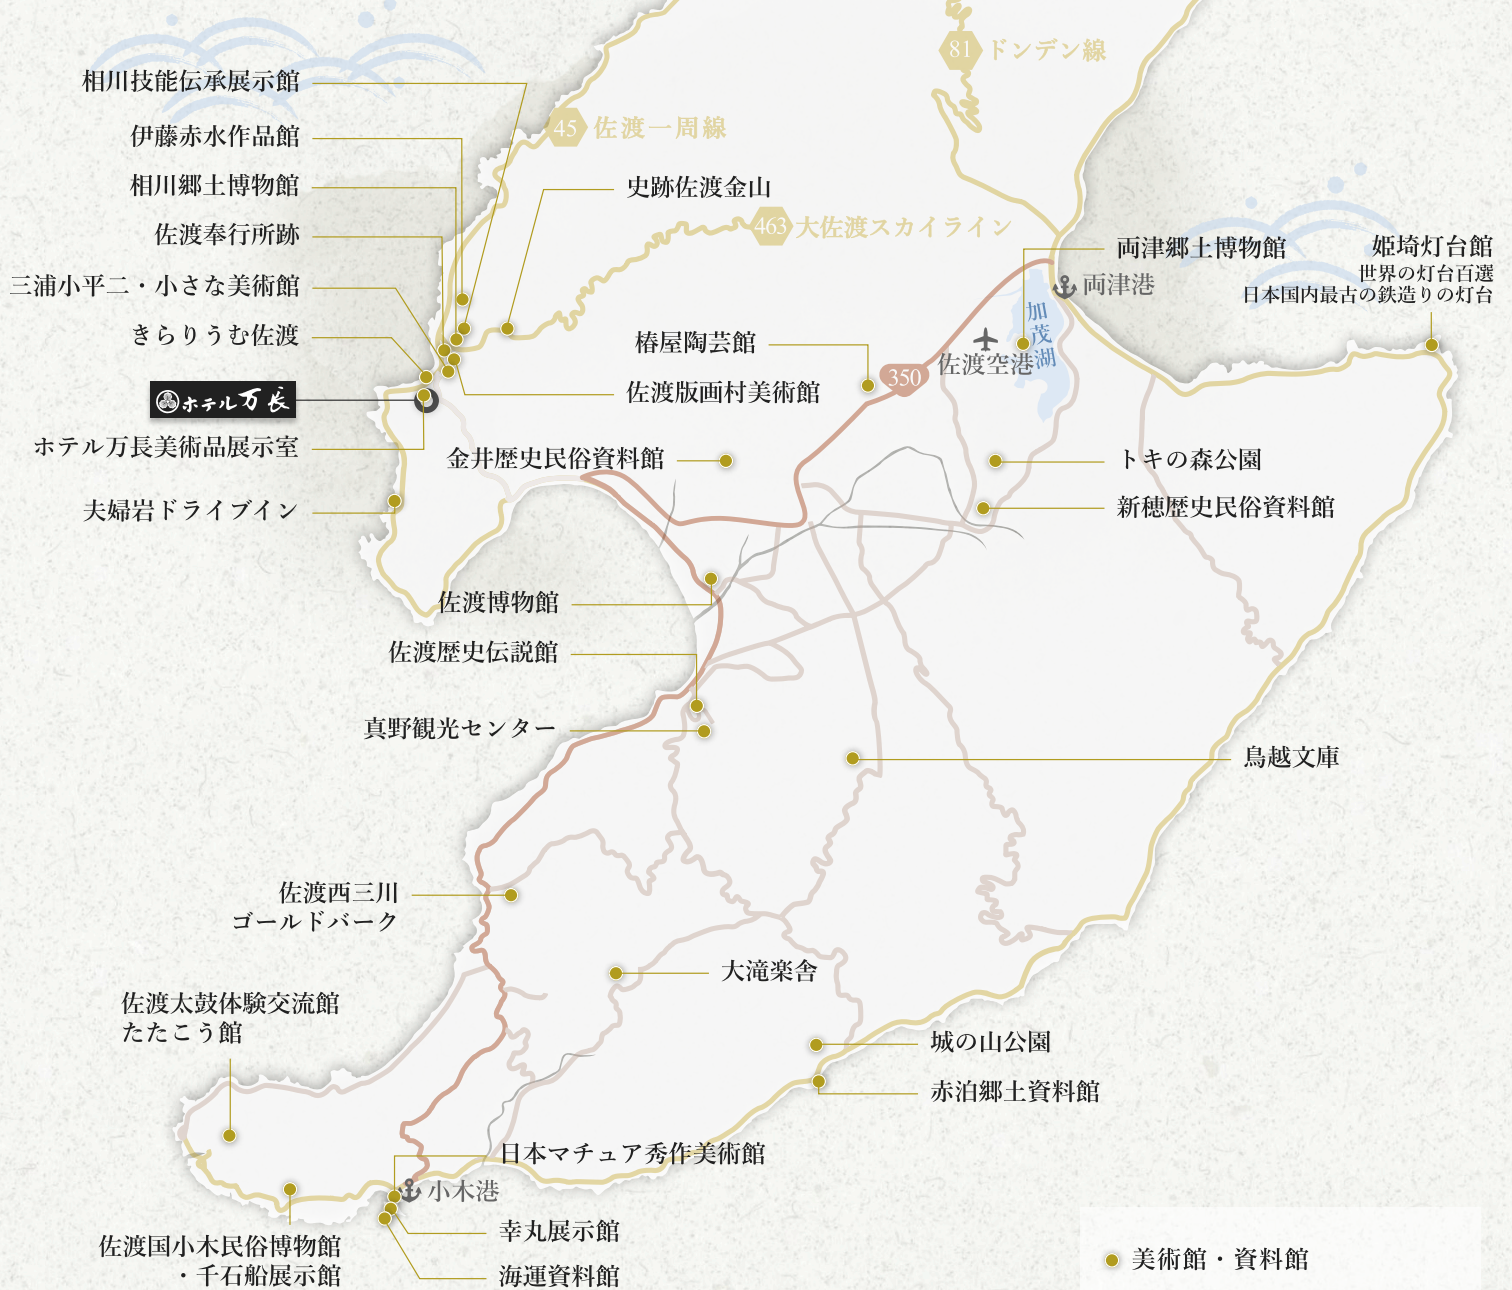 81
ドンデン線
相川技能伝承展示館
45
佐渡一周線
伊藤赤水作品館
相川郷土博物館
史跡佐渡金山
463
大佐渡スカイライン
佐渡奉行所跡
両津郷土博物館
姫埼灯台館
世界の灯台百選
日本国内最古の鉄造りの灯台
三浦小平二・小さな美術館
両津港
加茂湖
きらりうむ佐渡
椿屋陶芸館
佐渡空港
350
佐渡版画村美術館
ホテル万長
ホテル万長美術品展示室
金井歴史民俗資料館
トキの森公園
夫婦岩ドライブイン
新穂歴史民俗資料館
佐渡博物館
佐渡歴史伝説館
真野観光センター
鳥越文庫
佐渡西三川
ゴールドパーク
大滝楽舎
佐渡太鼓体験交流館
たたこう館
城の山公園
赤泊郷土資料館
日本マチュア秀作美術館
小木港
幸丸展示館
佐渡国小木民俗博物館
・千石船展示館
海運資料館
美術館・資料館